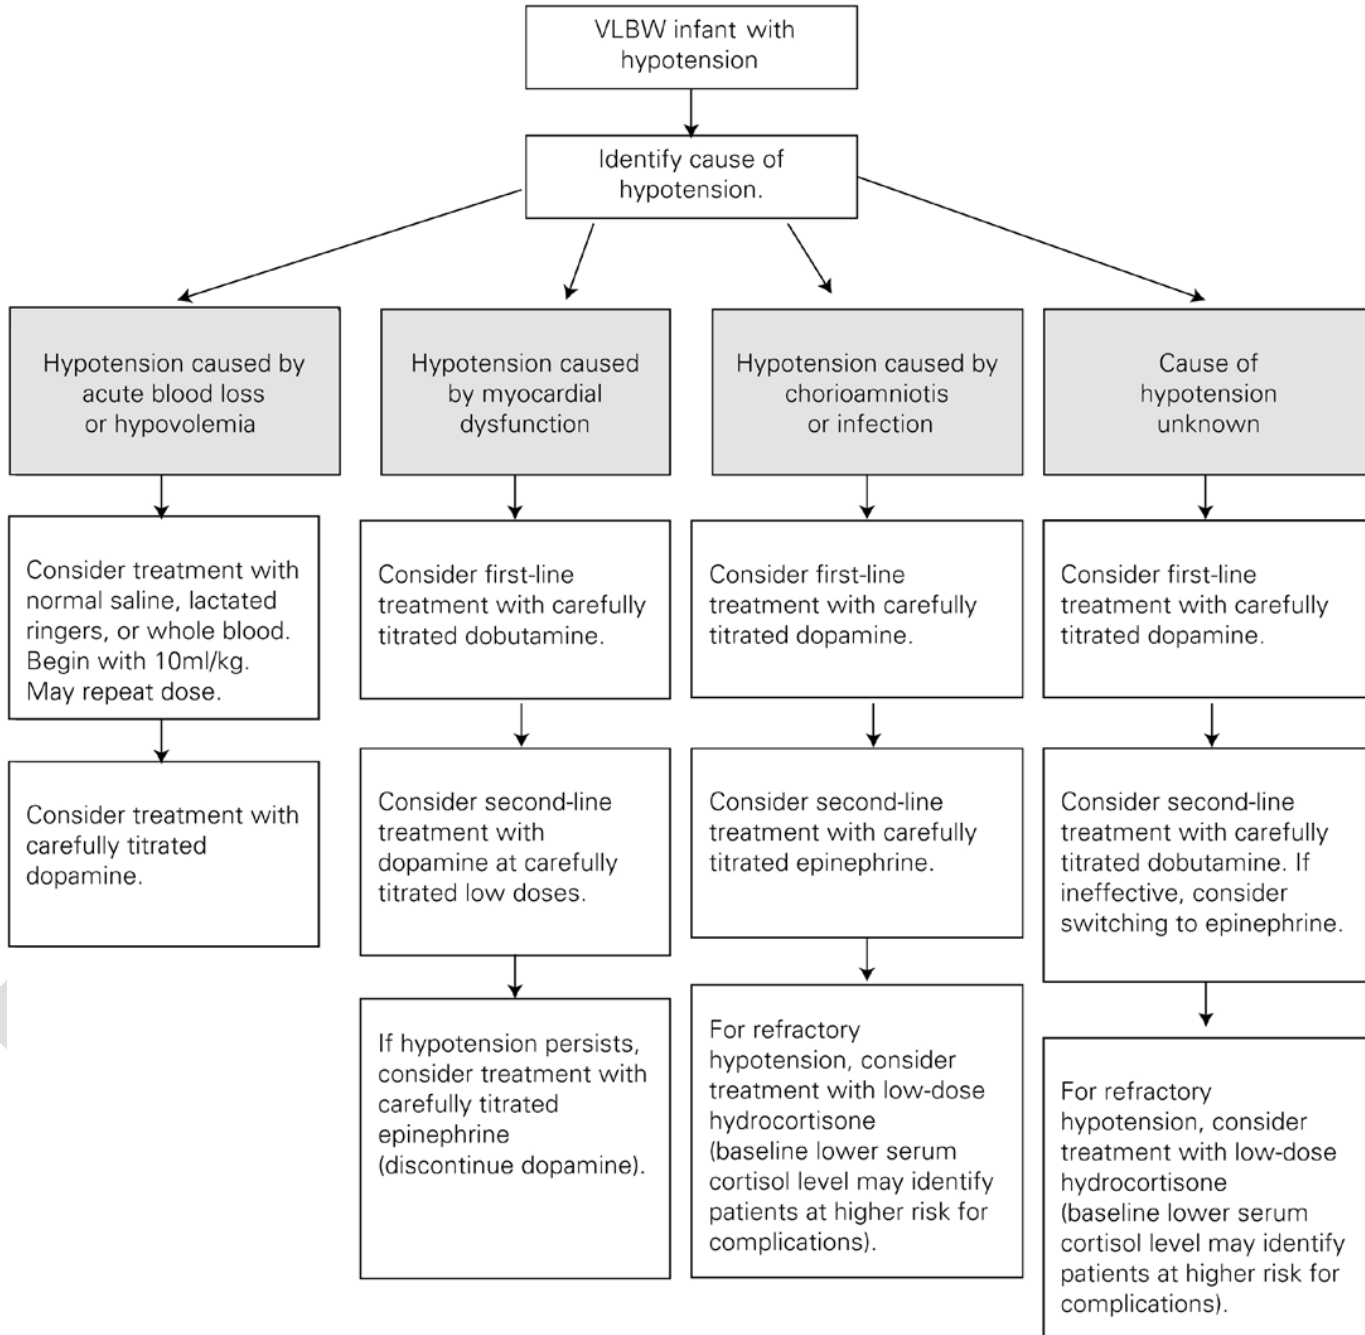 VLBW infant with
hypotension
Identify cause of
hypotension.
Hypotension caused by
acute blood loss
or hypovolemia
Hypotension caused
by myocardial
dysfunction
Hypotension caused by
chorioamniotis
or infection
Cause of
hypotension
unknown
Consider treatment with
normal saline, lactated
ringers, or whole blood.
Begin with 10ml/kg.
May repeat dose.
Consider first-line
treatment with carefully
titrated dobutamine.
Consider first-line
treatment with carefully
titrated dopamine.
Consider first-line
treatment with carefully
titrated dopamine.
Consider treatment with
carefully titrated
dopamine.
Consider second-line
treatment with
dopamine at carefully
titrated low doses.
Consider second-line
treatment with carefully
titrated epinephrine.
Consider second-line
treatment with carefully
titrated dobutamine. If
ineffective, consider
switching to epinephrine.
If hypotension persists,
consider treatment with
carefully titrated
epinephrine
(discontinue dopamine).
For refractory
hypotension, consider
treatment with low-dose
hydrocortisone
(baseline lower serum
cortisol level may identify
patients at higher risk for
complications).
For refractory
hypotension, consider
treatment with low-dose
hydrocortisone
(baseline lower serum
cortisol level may identify
patients at higher risk for
complications).